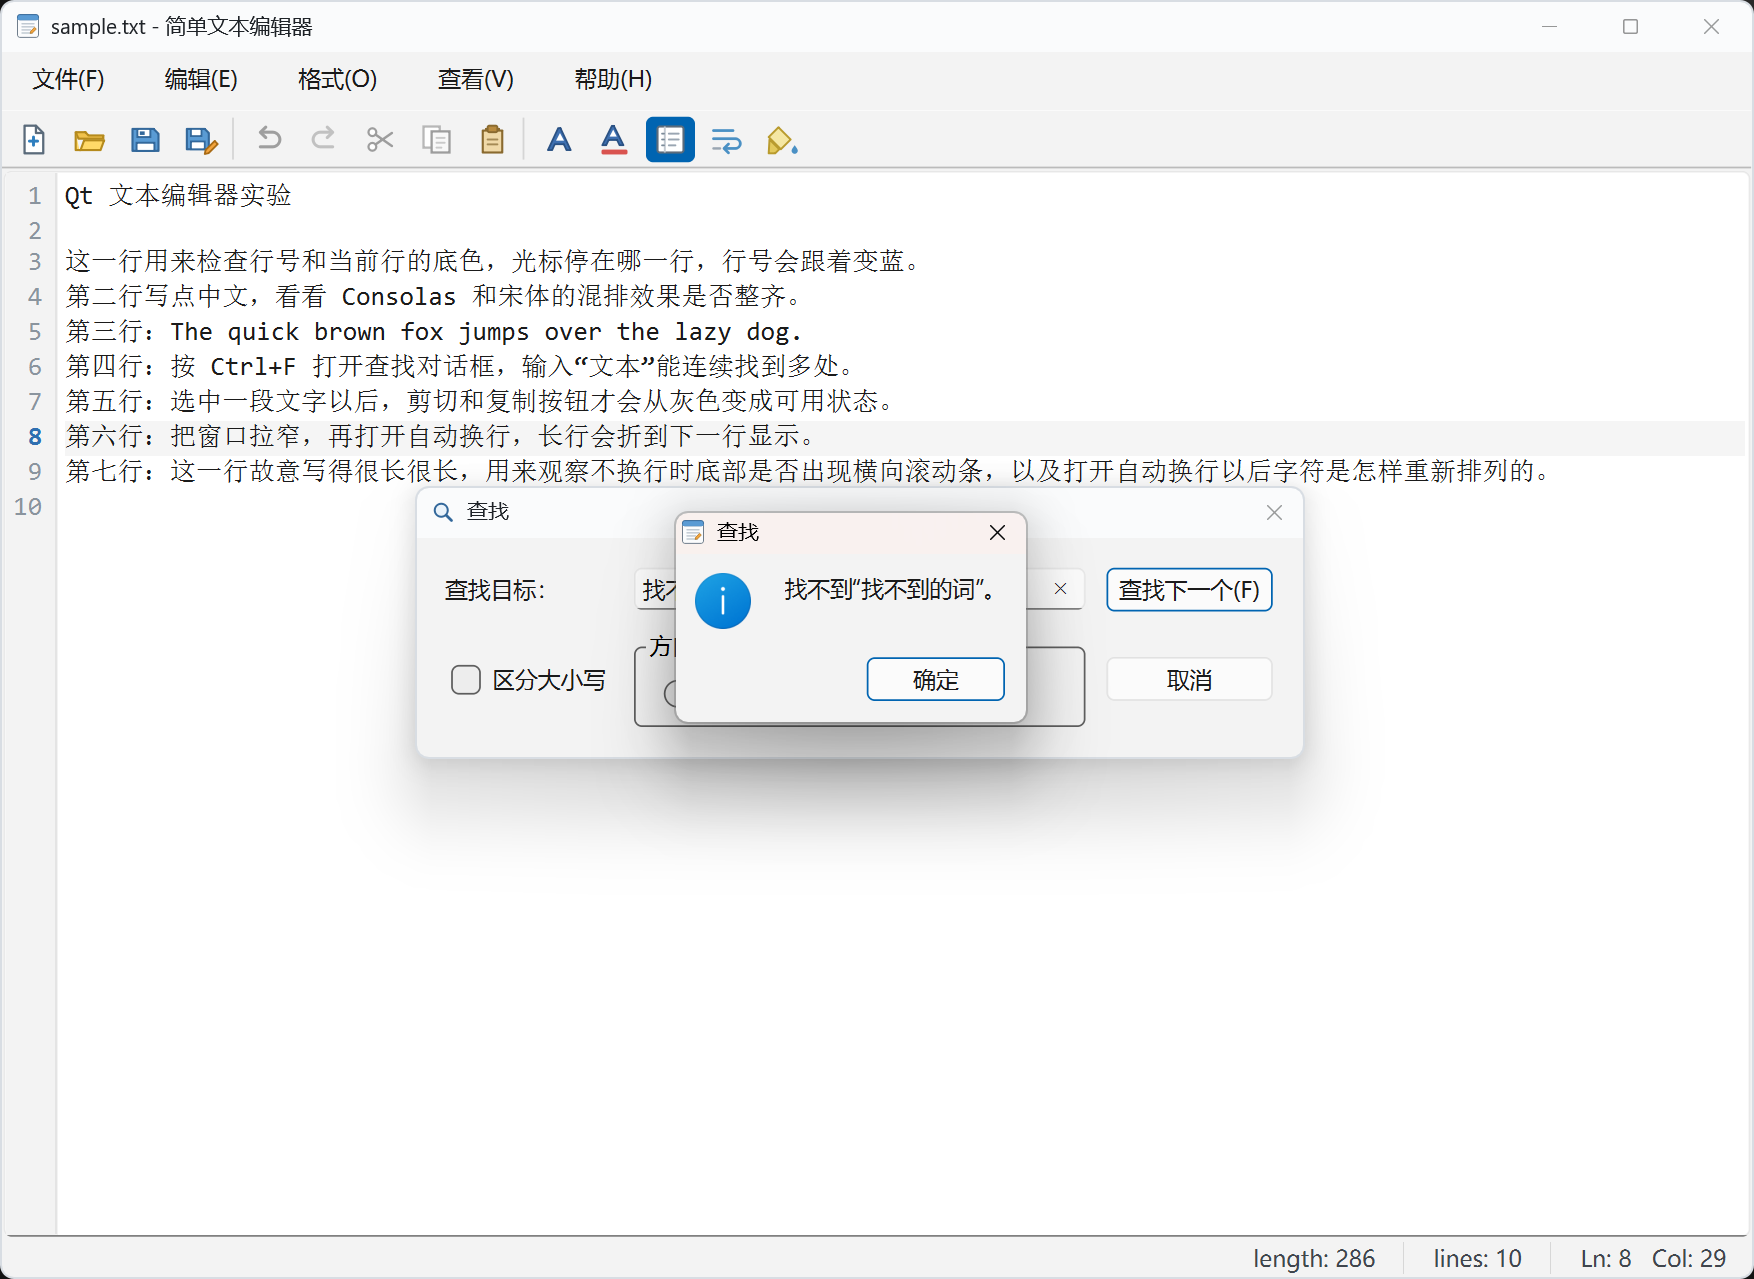 sample.txt - 简单文本编辑器
文件(F) 编辑(E) 格式(O) 查看(V) 帮助(H)
1 Qt 文本编辑器实验
2
3 这一行用来检查行号和当前行的底色，光标停在哪一行，行号会跟着变蓝。
4 第二行写点中文，看看 Consolas 和宋体的混排效果是否整齐。
5 第三行：The quick brown fox jumps over the lazy dog.
6 第四行：按 Ctrl+F 打开查找对话框，输入“文本”能连续找到多处。
7 第五行：选中一段文字以后，剪切和复制按钮才会从灰色变成可用状态。
8 第六行：把窗口拉窄，再打开自动换行，长行会折到下一行显示。
9 第七行：这一行故意写得很长很长，用来观察不换行时底部是否出现横向滚动条，以及打开自动换行以后字符是怎样重新排列的。
10
查找
查找
查找目标：
找不到“找不到的词”。
查找下一个(F)
区分大小写
确定
取消
length: 286 lines: 10 Ln: 8 Col: 29